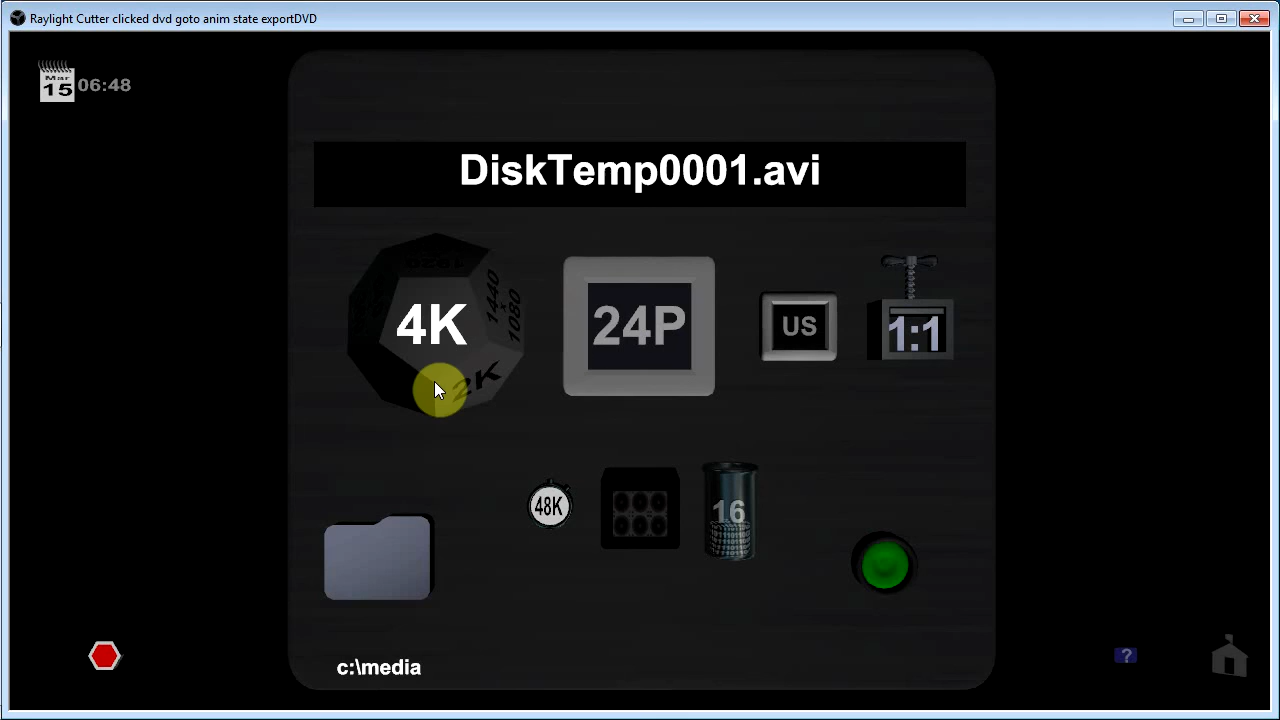 Raylight Cutter clicked dvd goto anim state exportDVD
Mar
15
06:48
DiskTemp0001.avi
1920
4K
1440
x
1080
2K
24P
US
1:1
48K
16
c:\media
?